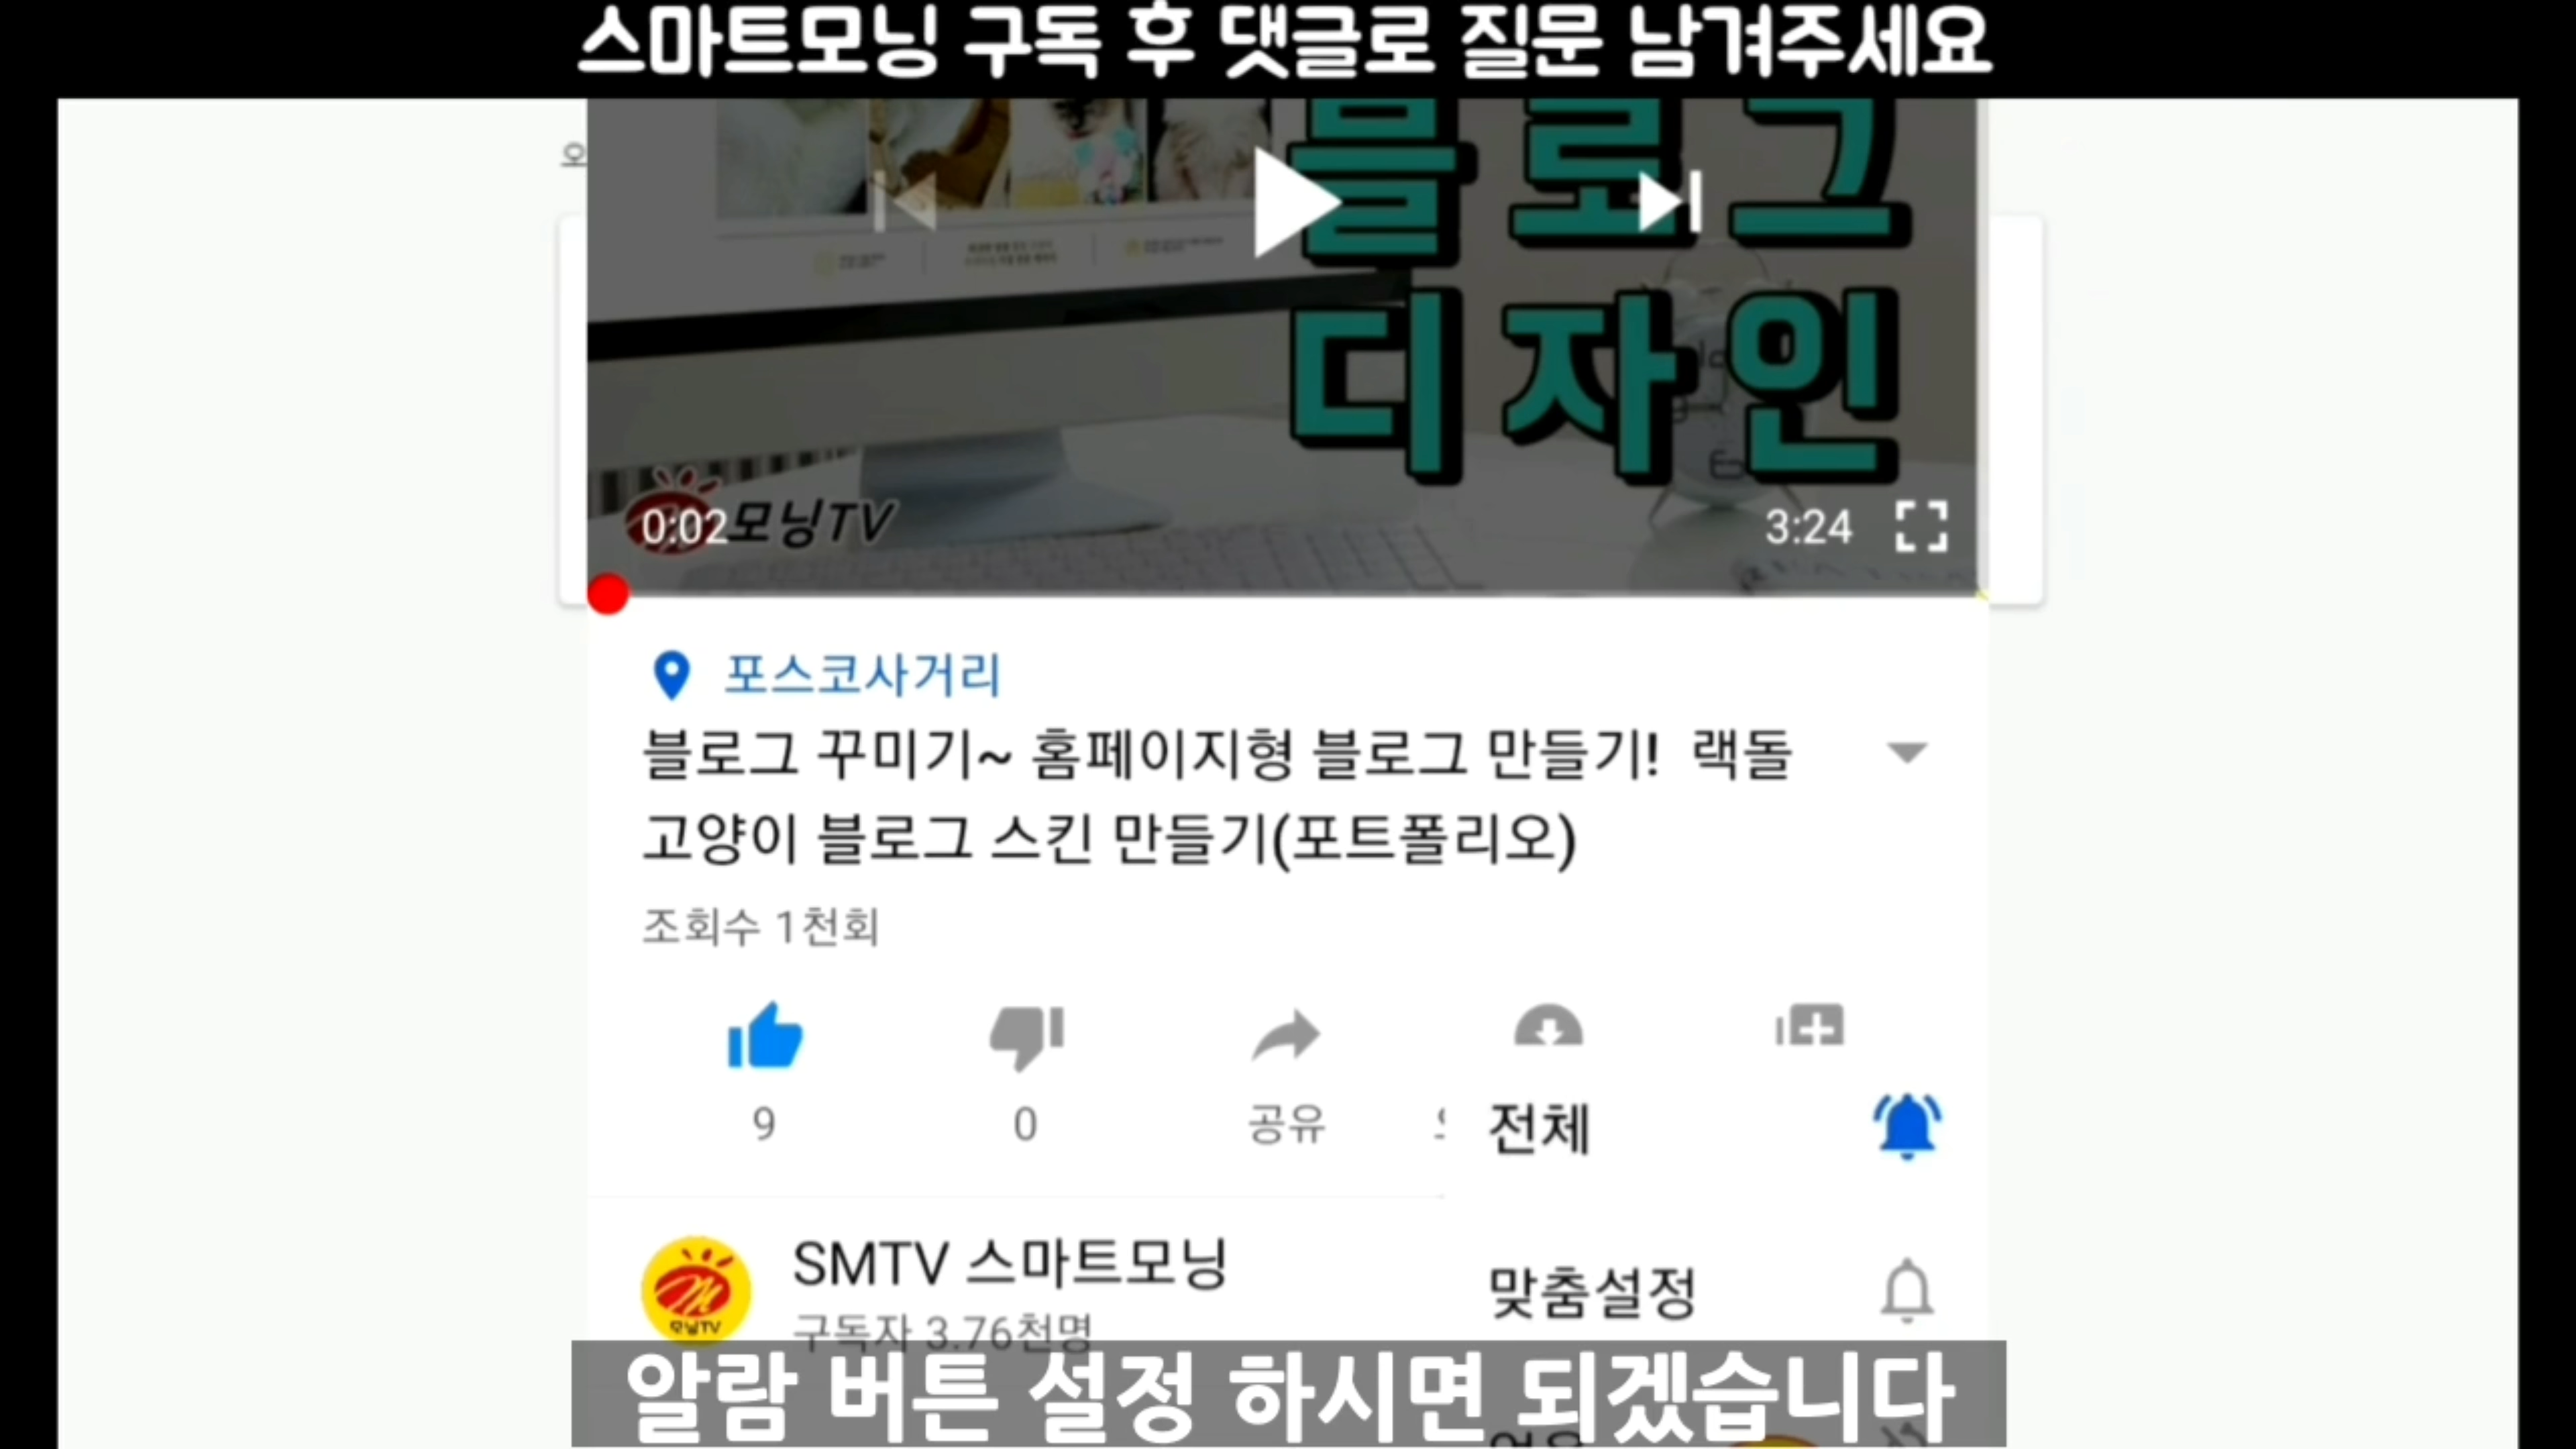 스마트모닝 구독 후 댓글로 질문 남겨주세요
블로그
디자인
모닝TV
0:02
3:24
포스코사거리
블로그 꾸미기~ 홈페이지형 블로그 만들기! 랙돌
고양이 블로그 스킨 만들기(포트폴리오)
조회수 1천회
9
0
공유
전체
SMTV 스마트모닝
맞춤설정
모닝TV
구독자 3.76천명
알람 버튼 설정 하시면 되겠습니다